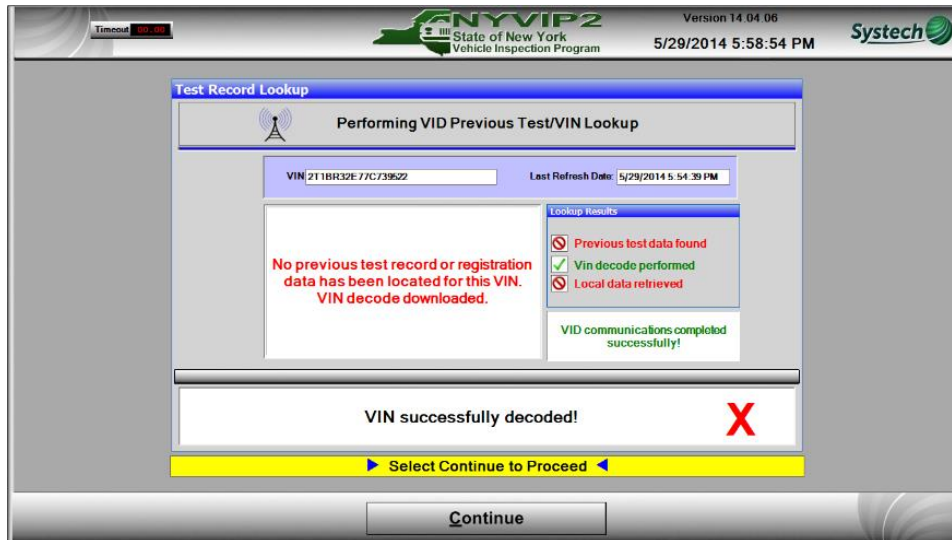 Timeout 00:00
NYVIP2
State of New York
Vehicle Inspection Program
Version 14.04.06
5/29/2014 5:58:54 PM
Systech
Test Record Lookup
Performing VID Previous Test/VIN Lookup
VIN 2T1BR32E77C739522
Last Refresh Date: 5/29/2014 5:54:39 PM
No previous test record or registration
data has been located for this VIN.
VIN decode downloaded.
Lookup Results
Previous test data found
Vin decode performed
Local data retrieved
VID communications completed
successfully!
VIN successfully decoded!
X
Select Continue to Proceed
Continue